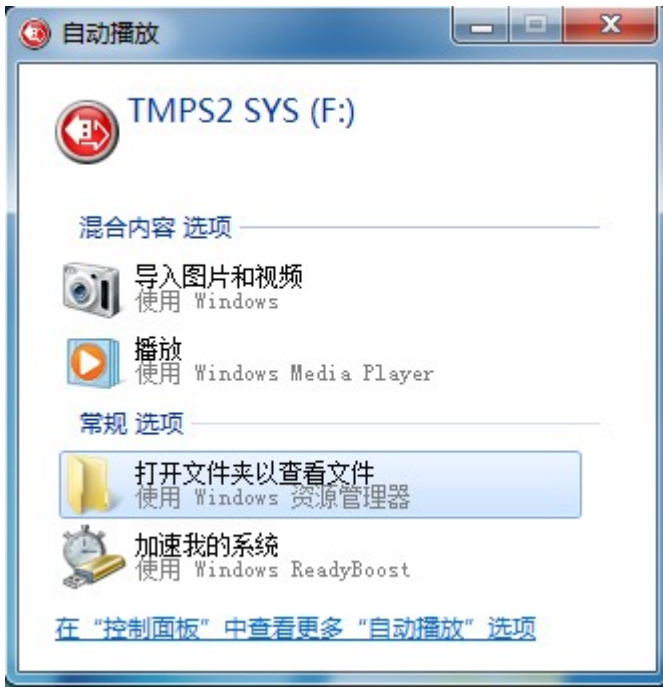 自动播放
TMPS2 SYS (F:)
混合内容 选项
导入图片和视频
使用 Windows
播放
使用 Windows Media Player
常规 选项
打开文件夹以查看文件
使用 Windows 资源管理器
加速我的系统
使用 Windows ReadyBoost
在“控制面板”中查看更多“自动播放”选项